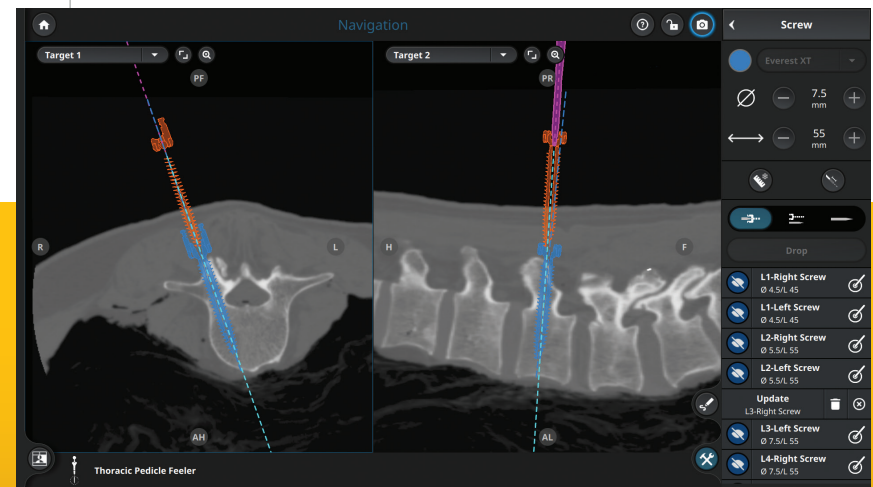 Navigation
Screw
Target 1
Target 2
PF
PR
Everest XT
7.5
mm
55
mm
R
L
H
F
Drop
L1-Right Screw
Ø 4.5/L 45
L1-Left Screw
Ø 4.5/L 45
L2-Right Screw
Ø 5.5/L 55
L2-Left Screw
Ø 5.5/L 55
Update
L3-Right Screw
L3-Left Screw
Ø 7.5/L 55
L4-Right Screw
Ø 7.5/L 55
AH
AL
Thoracic Pedicle Feeler